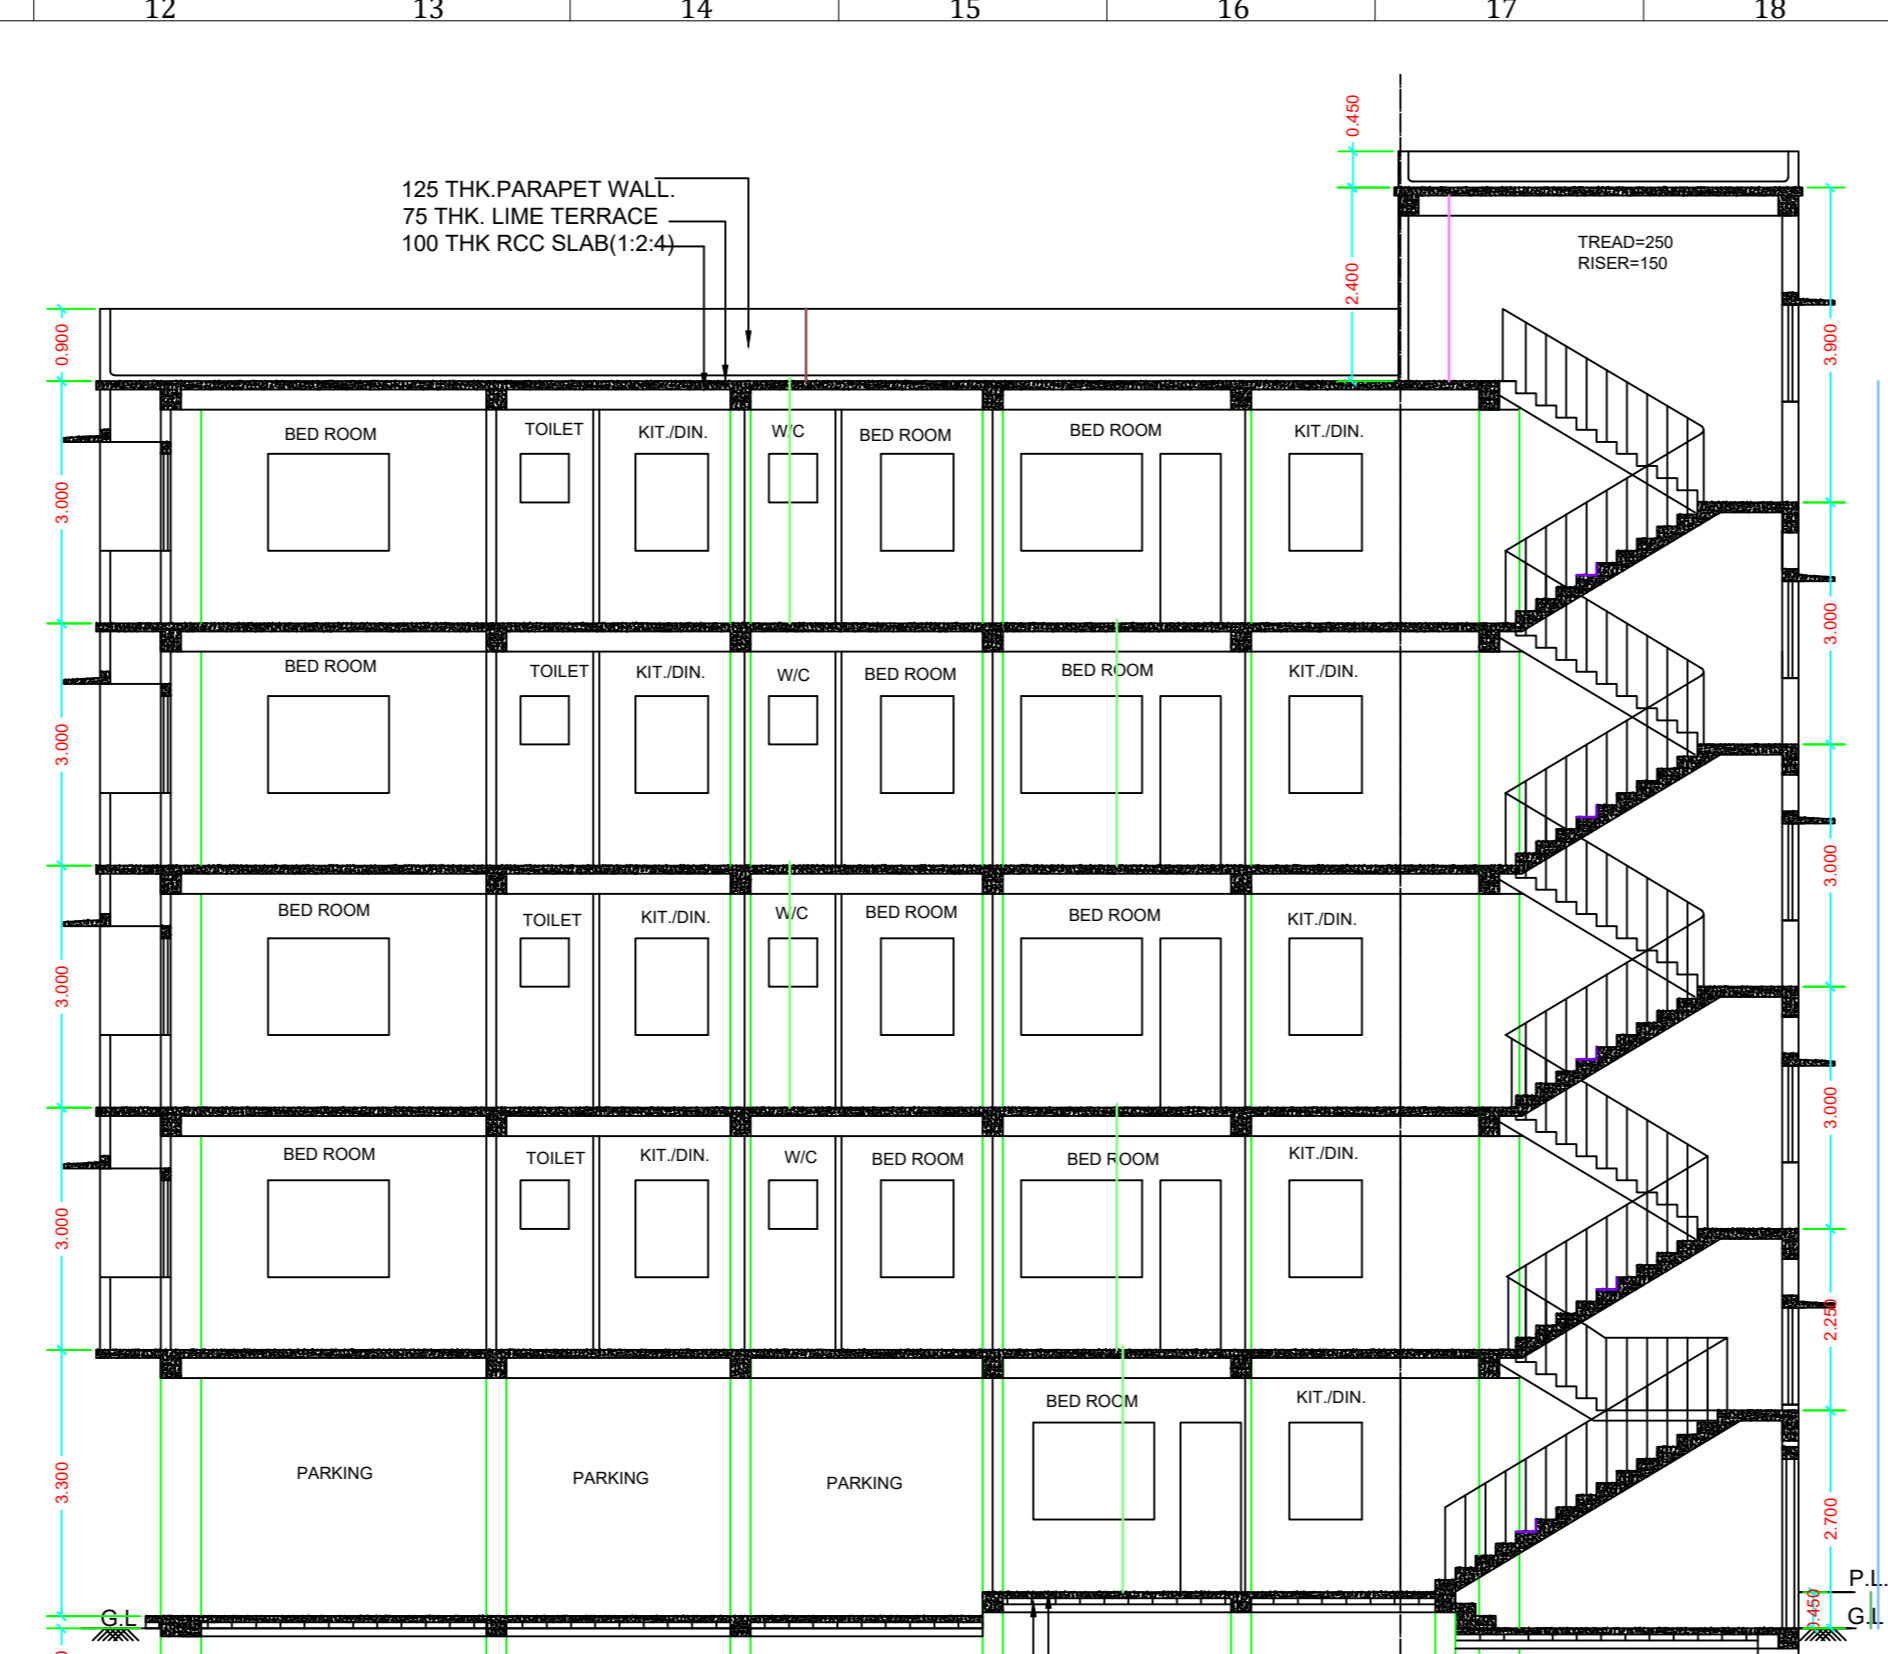 12 13 14 15 16 17 18
0.450
125 THK.PARAPET WALL.
75 THK. LIME TERRACE
100 THK RCC SLAB(1:2:4)
TREAD=250
RISER=150
2.400
0.900
3.900
BED ROOM TOILET KIT./DIN. W/C BED ROOM BED ROOM KIT./DIN.
3.000
3.000
BED ROOM TOILET KIT./DIN. W/C BED ROOM BED ROOM KIT./DIN.
3.000
3.000
BED ROOM TOILET KIT./DIN. W/C BED ROOM BED ROOM KIT./DIN.
3.000
3.000
BED ROOM TOILET KIT./DIN. W/C BED ROOM BED ROOM KIT./DIN.
3.000
2.250
BED ROOM KIT./DIN.
PARKING PARKING PARKING
3.300
2.700
P.L.
0.450
G.L G.L